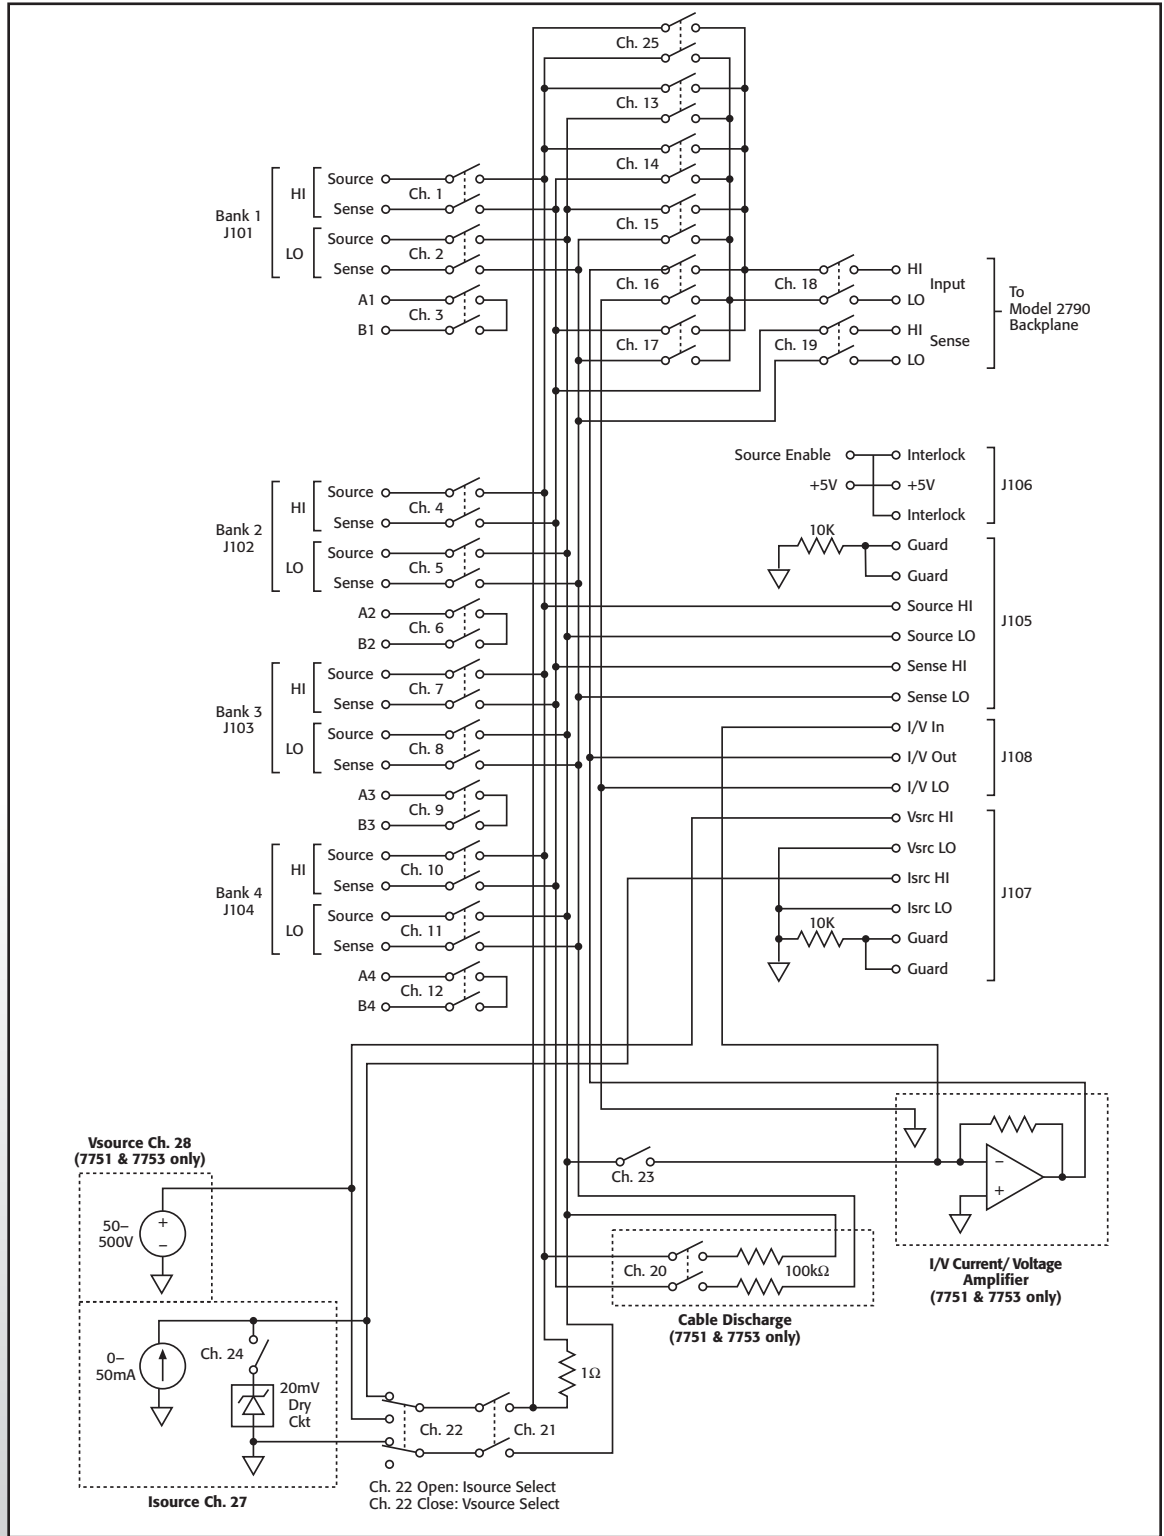 Ch. 25
Ch. 13
Ch. 14
Ch. 15
Ch. 16
Ch. 17
Bank 1
J101
HI
Source
Sense
Ch. 1
LO
Source
Sense
Ch. 2
A1
B1
Ch. 3
Ch. 18
HI
LO
Input
Ch. 19
HI
LO
Sense
To
Model 2790
Backplane
Bank 2
J102
HI
Source
Sense
Ch. 4
LO
Source
Sense
Ch. 5
A2
B2
Ch. 6
Bank 3
J103
HI
Source
Sense
Ch. 7
LO
Source
Sense
Ch. 8
A3
B3
Ch. 9
Bank 4
J104
HI
Source
Sense
Ch. 10
LO
Source
Sense
Ch. 11
A4
B4
Ch. 12
Source Enable
Interlock
+5V
+5V
Interlock
J106
10K
Guard
Guard
Source HI
Source LO
Sense HI
Sense LO
J105
I/V In
I/V Out
I/V LO
J108
Vsrc HI
Vsrc LO
Isrc HI
Isrc LO
10K
Guard
Guard
J107
Vsource Ch. 28
(7751 & 7753 only)
50–
500V
+
–
0–
50mA
Ch. 24
20mV
Dry
Ckt
Isource Ch. 27
Ch. 22
Ch. 21
1Ω
Ch. 22 Open: Isource Select
Ch. 22 Close: Vsource Select
Ch. 23
Ch. 20
100kΩ
Cable Discharge
(7751 & 7753 only)
–
+
I/V Current/ Voltage
Amplifier
(7751 & 7753 only)